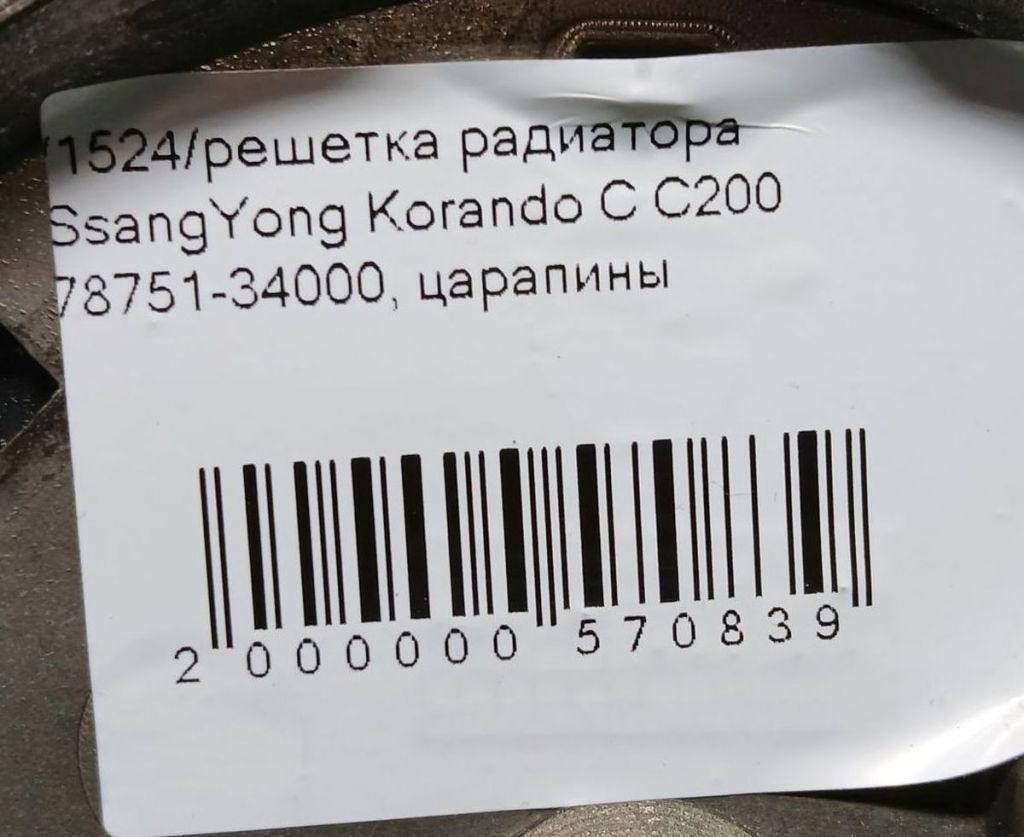 1524/решетка радиатора
SsangYong Korando C C200
78751-34000, царапины
2 000000 570839